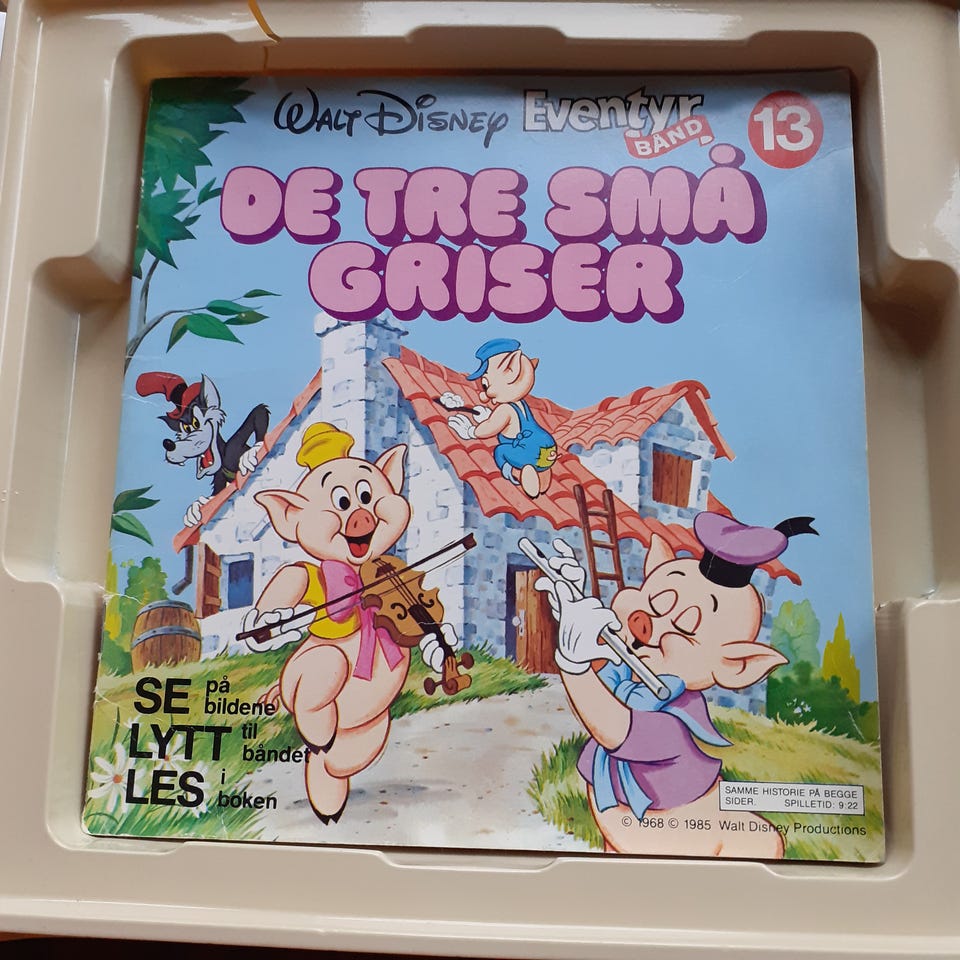 WALT DISNEY Eventyr BÅND 13
DE TRE SMÅ
GRISER
SE på bildene
LYTT til båndet
LES i boken
SAMME HISTORIE PÅ BEGGE
SIDER. SPILLETID: 9:22
© 1968 © 1985 Walt Disney Productions